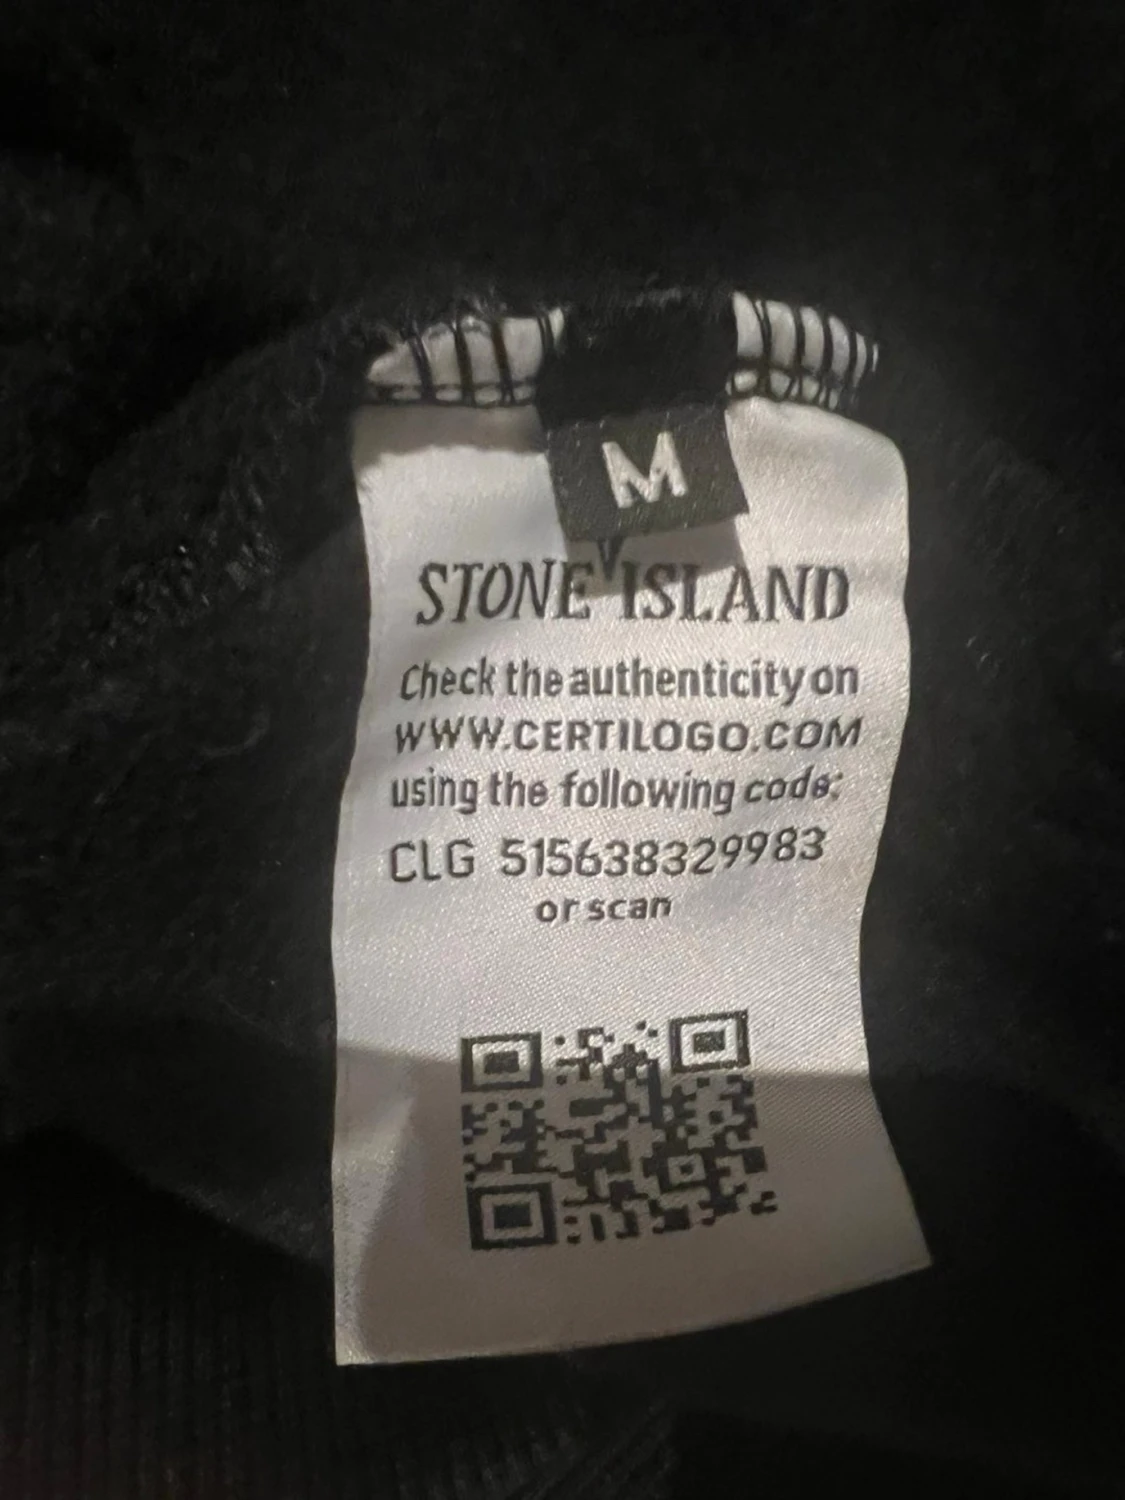 M
STONE ISLAND
Check the authenticity on
WWW.CERTILOGO.COM
using the following code:
CLG 515638329983
or scan